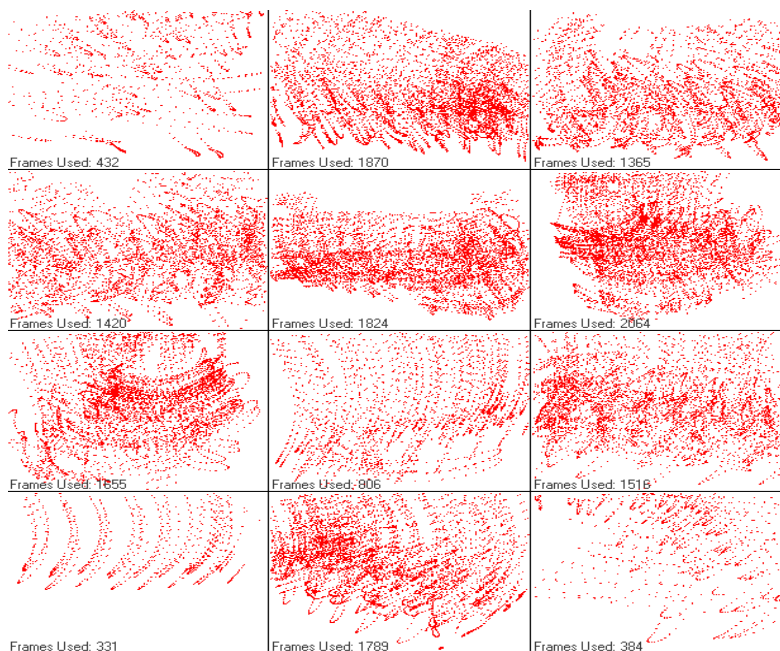 Frames Used: 432
Frames Used: 1870
Frames Used: 1365
Frames Used: 1420
Frames Used: 1824
Frames Used: 2064
Frames Used: 1655
Frames Used: 806
Frames Used: 1516
Frames Used: 331
Frames Used: 1789
Frames Used: 384